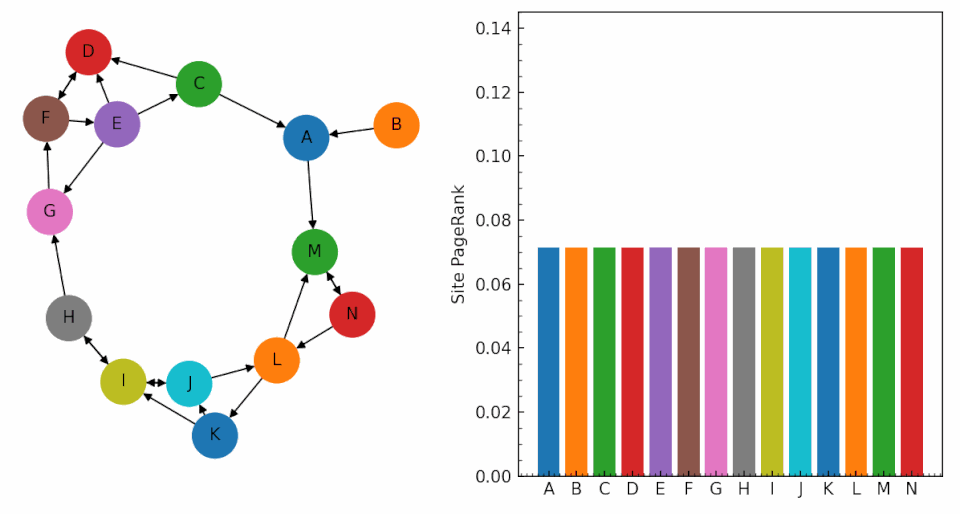 D
C
F
E
A
B
G
M
H
N
L
I
J
K
Site PageRank
0.14
0.12
0.10
0.08
0.06
0.04
0.02
0.00
A B C D E F G H I J K L M N